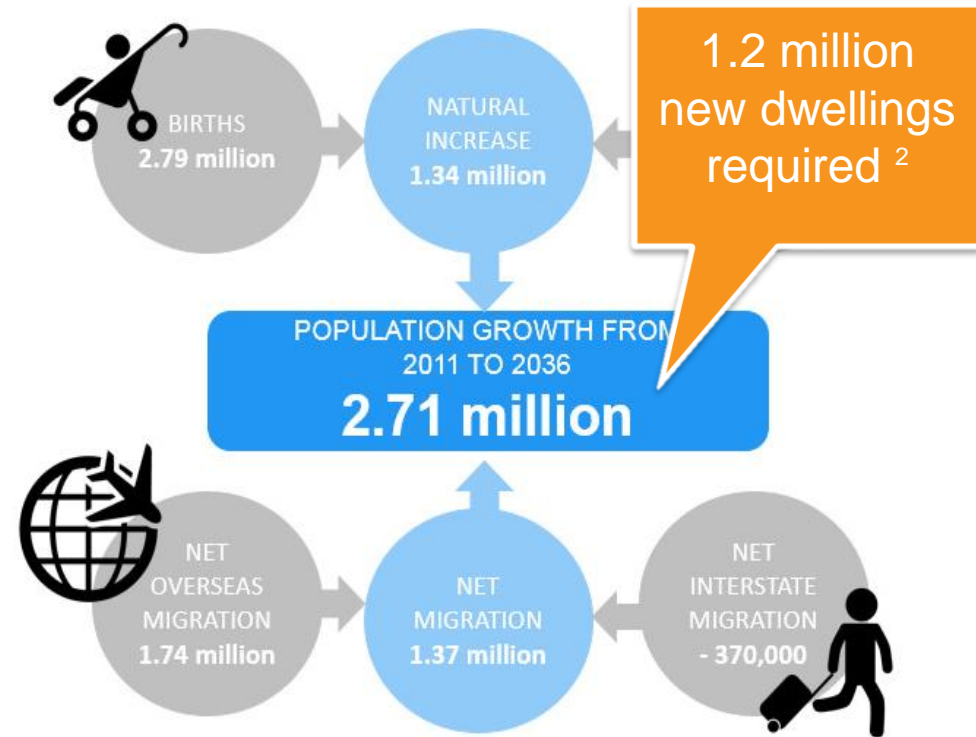 BIRTHS
2.79 million
NATURAL
INCREASE
1.34 million
1.2 million
new dwellings
required ²
POPULATION GROWTH FROM
2011 TO 2036
2.71 million
NET
OVERSEAS
MIGRATION
1.74 million
NET
MIGRATION
1.37 million
NET
INTERSTATE
MIGRATION
- 370,000